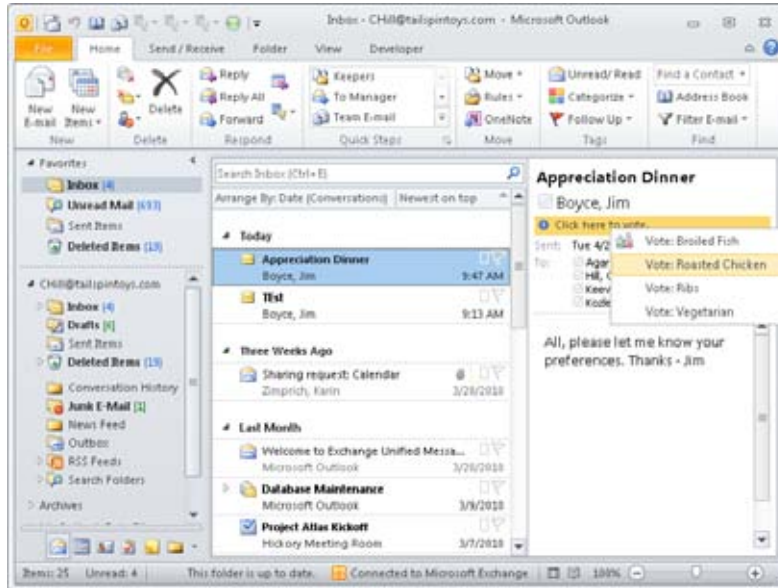 Inbox - CHill@tailspintoys.com - Microsoft Outlook
File Home Send / Receive Folder View Developer
New E-mail
New Items
Delete
Reply
Reply All
Forward
Keepers
To Manager
Team E-mail
Move
Rules
OneNote
Unread/ Read
Categorize
Follow Up
Find a Contact
Address Book
Filter E-mail
New Delete Respond Quick Steps Move Tags Find
Favorites
Inbox (4)
Unread Mail
Sent Items
Deleted Items (13)
CHill@tailspintoys.com
Inbox (4)
Drafts [6]
Sent Items
Deleted Items (13)
Conversation History
Junk E-Mail [1]
News Feed
Outbox
RSS Feeds
Search Folders
Archives
Search Inbox (Ctrl+E)
Arrange By: Date (Conversations) Newest on top
Today
Appreciation Dinner
Boyce, Jim 9:47 AM
TEst
Boyce, Jim 9:13 AM
Three Weeks Ago
Sharing request: Calendar
Zimprich, Karin 3/28/2010
Last Month
Welcome to Exchange Unified Messa...
Microsoft Outlook 3/20/2010
Database Maintenance
Microsoft Outlook 3/9/2010
Project Atlas Kickoff
Hickory Meeting Room 3/7/2010
Appreciation Dinner
Boyce, Jim
Click here to vote.
Sent: Tue 4/2
To: Agar
Hill, C
Keev
Kozle
Vote: Broiled Fish
Vote: Roasted Chicken
Vote: Ribs
Vote: Vegetarian
All, please let me know your
preferences. Thanks - Jim
Items: 25 Unread: 4 This folder is up to date. Connected to Microsoft Exchange 100%